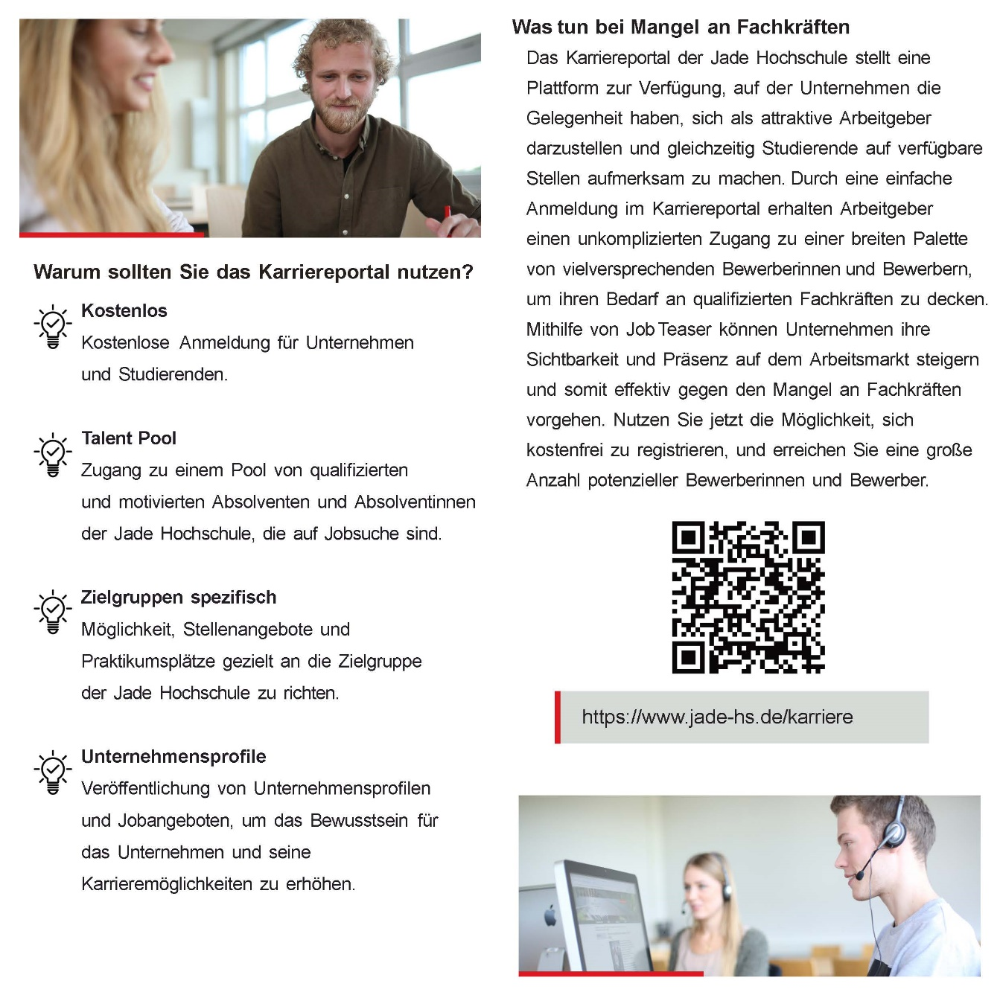 Warum sollten Sie das Karriereportal nutzen?
Kostenlos
Kostenlose Anmeldung für Unternehmen
und Studierenden.
Talent Pool
Zugang zu einem Pool von qualifizierten
und motivierten Absolventen und Absolventinnen
der Jade Hochschule, die auf Jobsuche sind.
Zielgruppen spezifisch
Möglichkeit, Stellenangebote und
Praktikumsplätze gezielt an die Zielgruppe
der Jade Hochschule zu richten.
Unternehmensprofile
Veröffentlichung von Unternehmensprofilen
und Jobangeboten, um das Bewusstsein für
das Unternehmen und seine
Karrieremöglichkeiten zu erhöhen.
Was tun bei Mangel an Fachkräften
Das Karriereportal der Jade Hochschule stellt eine
Plattform zur Verfügung, auf der Unternehmen die
Gelegenheit haben, sich als attraktive Arbeitgeber
darzustellen und gleichzeitig Studierende auf verfügbare
Stellen aufmerksam zu machen. Durch eine einfache
Anmeldung im Karriereportal erhalten Arbeitgeber
einen unkomplizierten Zugang zu einer breiten Palette
von vielversprechenden Bewerberinnen und Bewerbern,
um ihren Bedarf an qualifizierten Fachkräften zu decken.
Mithilfe von Job Teaser können Unternehmen ihre
Sichtbarkeit und Präsenz auf dem Arbeitsmarkt steigern
und somit effektiv gegen den Mangel an Fachkräften
vorgehen. Nutzen Sie jetzt die Möglichkeit, sich
kostenfrei zu registrieren, und erreichen Sie eine große
Anzahl potenzieller Bewerberinnen und Bewerber.
https://www.jade-hs.de/karriere